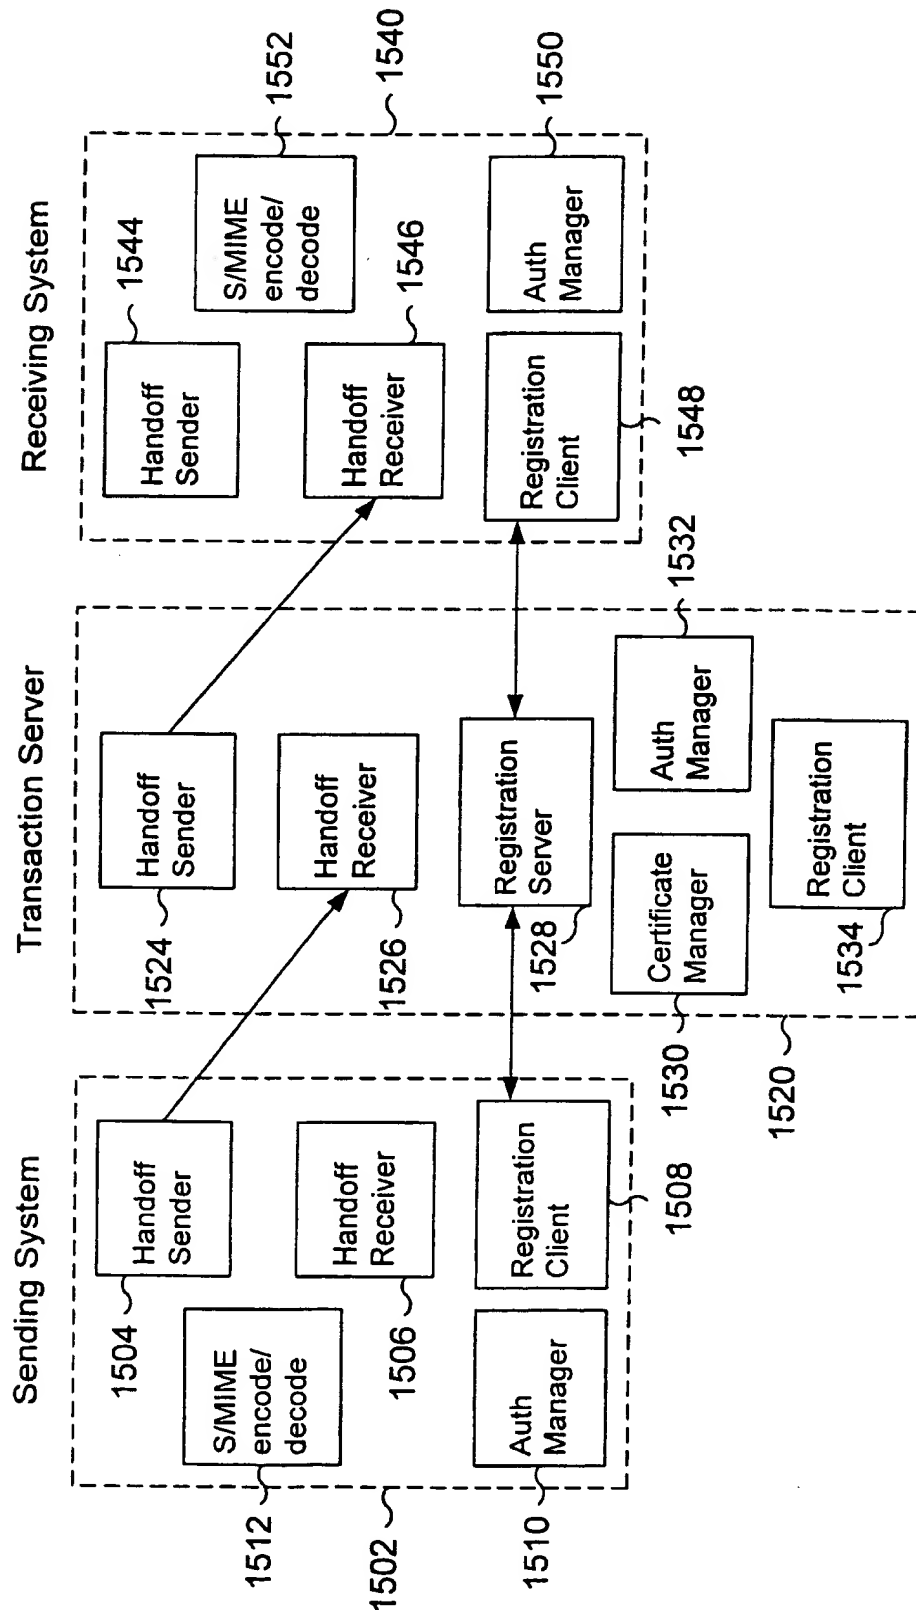 Sending System
Transaction Server
Receiving System
1504
Handoff
Sender
S/MIME
encode/
decode
1512
1506
Handoff
Receiver
1502
Auth
Manager
1510
Registration
Client
1508
1524
Handoff
Sender
1526
Handoff
Receiver
Registration
Server
1528
Certificate
Manager
1530
Auth
Manager
1532
Registration
Client
1534
1520
1544
Handoff
Sender
S/MIME
encode/
decode
1552
1546
Handoff
Receiver
1540
Registration
Client
1548
Auth
Manager
1550